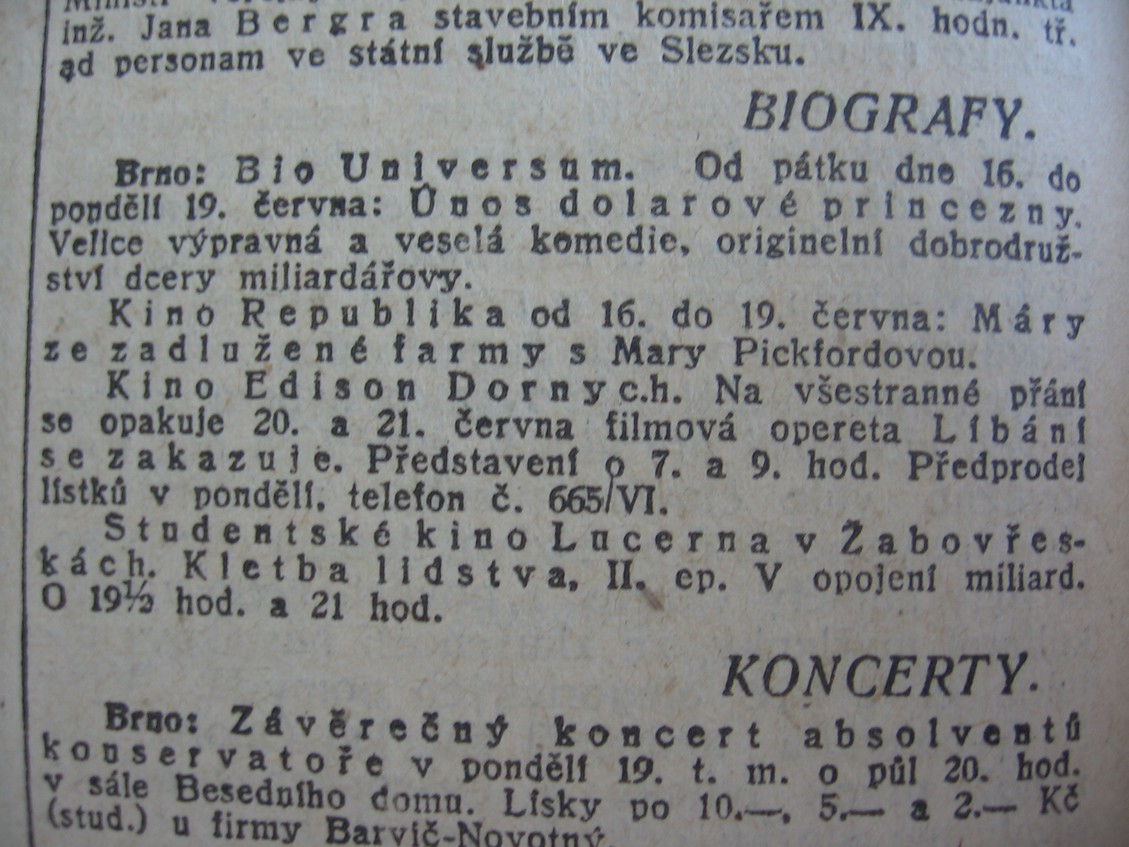 inž. Jana Bergra stavebním komisařem IX. hodn. tř.
ad personam ve státní službě ve Slezsku.
BIOGRAFY.
Brno: Bio Universum. Od pátku dne 16. do
pondělí 19. června: Únos dolarové princezny.
Velice výpravná a veselá komedie, originelní dobrodruž-
ství dcery miliardářovy.
Kino Republika od 16. do 19. června: Máry
ze zadlužené farmy s Mary Pickfordovou.
Kino Edison Dornych. Na všestranné přání
se opakuje 20. a 21. června filmová opereta Líbání
se zakazuje. Představení o 7. a 9. hod. Předprodej
lístků v pondělí, telefon č. 665/VI.
Studentské kino Lucerna v Žabovřes-
kách. Kletba lidstva, II. ep. V opojení miliard.
O 19½ hod. a 21 hod.
KONCERTY.
Brno: Závěrečný koncert absolventů
konservatoře v pondělí 19. t. m. o půl 20. hod.
v sále Besedního domu. Lísky po 10.—, 5.— a 2.— Kč
(stud.) u firmy Barvič-Novotný.